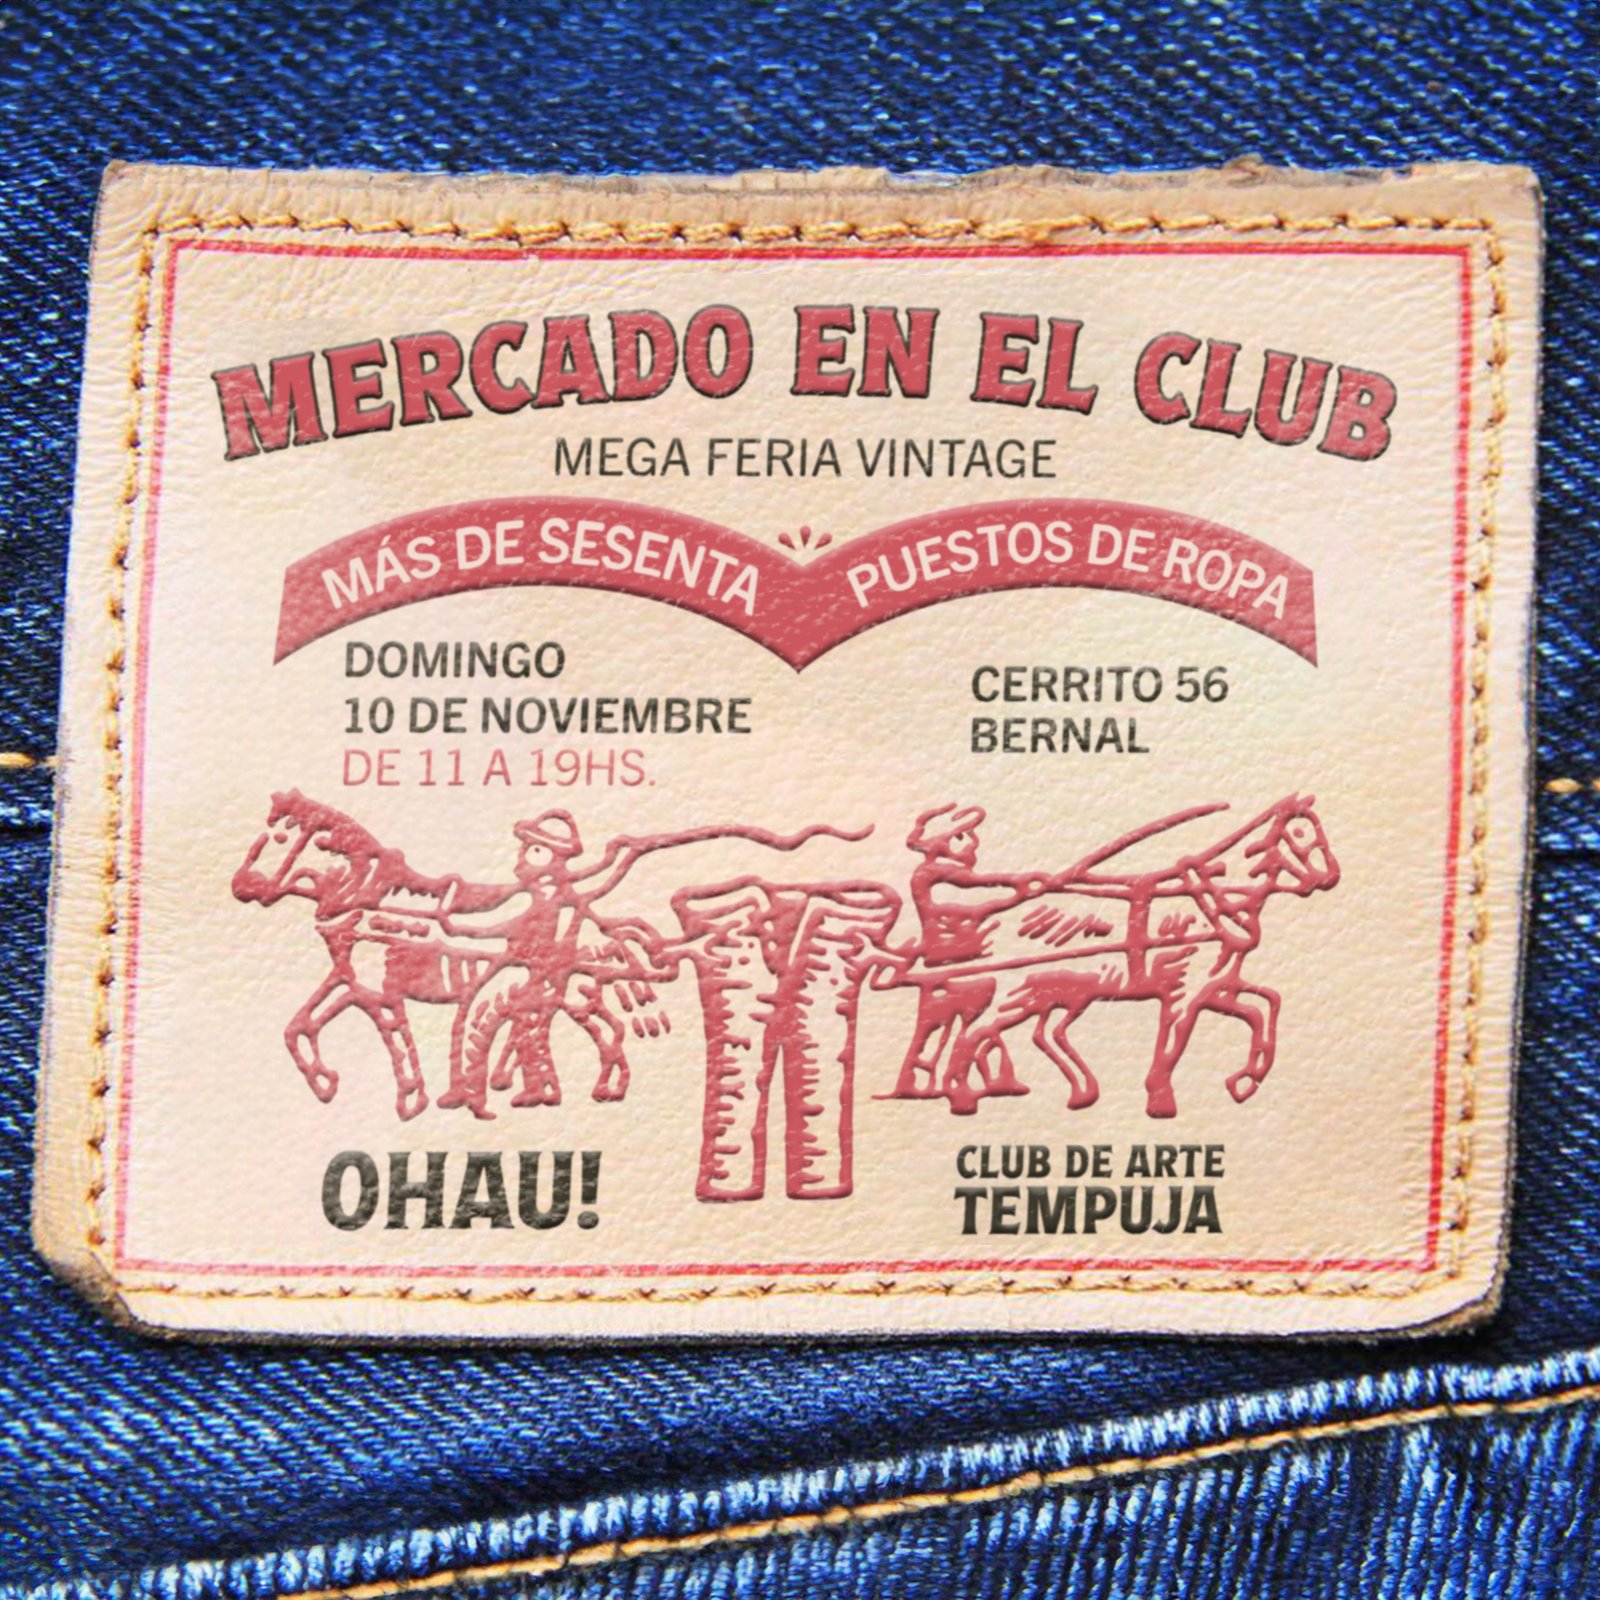 MERCADO EN EL CLUB
MEGA FERIA VINTAGE
MÁS DE SESENTA PUESTOS DE ROPA
DOMINGO
10 DE NOVIEMBRE
DE 11 A 19HS.
CERRITO 56
BERNAL
OHAU!
CLUB DE ARTE
TEMPUJA